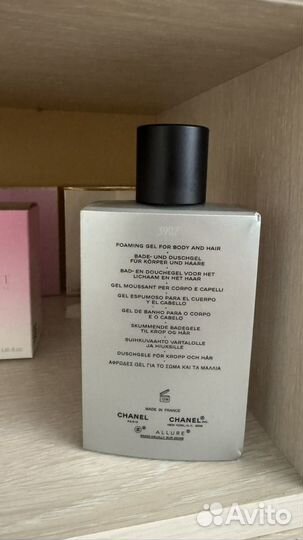 FOAMING GEL FOR BODY AND HAIR
BADE- UND DUSCHGEL
FÜR KÖRPER UND HAARE
BAD- EN DOUCHEGEL VOOR HET
LICHAAM EN HET HAAR
GEL MOUSSANT PER CORPO E CAPELLI
GEL ESPUMOSO PARA EL CUERPO
Y EL CABELLO
GEL DE BANHO PARA O CORPO
E O CABELO
SKUMMENDE BADEGELE
TIL KROP OG HÅR
SUIHKUVAAHTO VARTALOLLE
JA HIUKSILLE
DUSCHGELE FÖR KROPP OCH HÅR
ΑΦΡΩΔΕΣ ΓΕΛ ΓΙΑ ΤΟ ΣΩΜΑ ΚΑΙ ΤΑ ΜΑΛΛΙΑ
MADE IN FRANCE
CHANEL CHANEL®
PARIS
ALLURE®
T
Avito